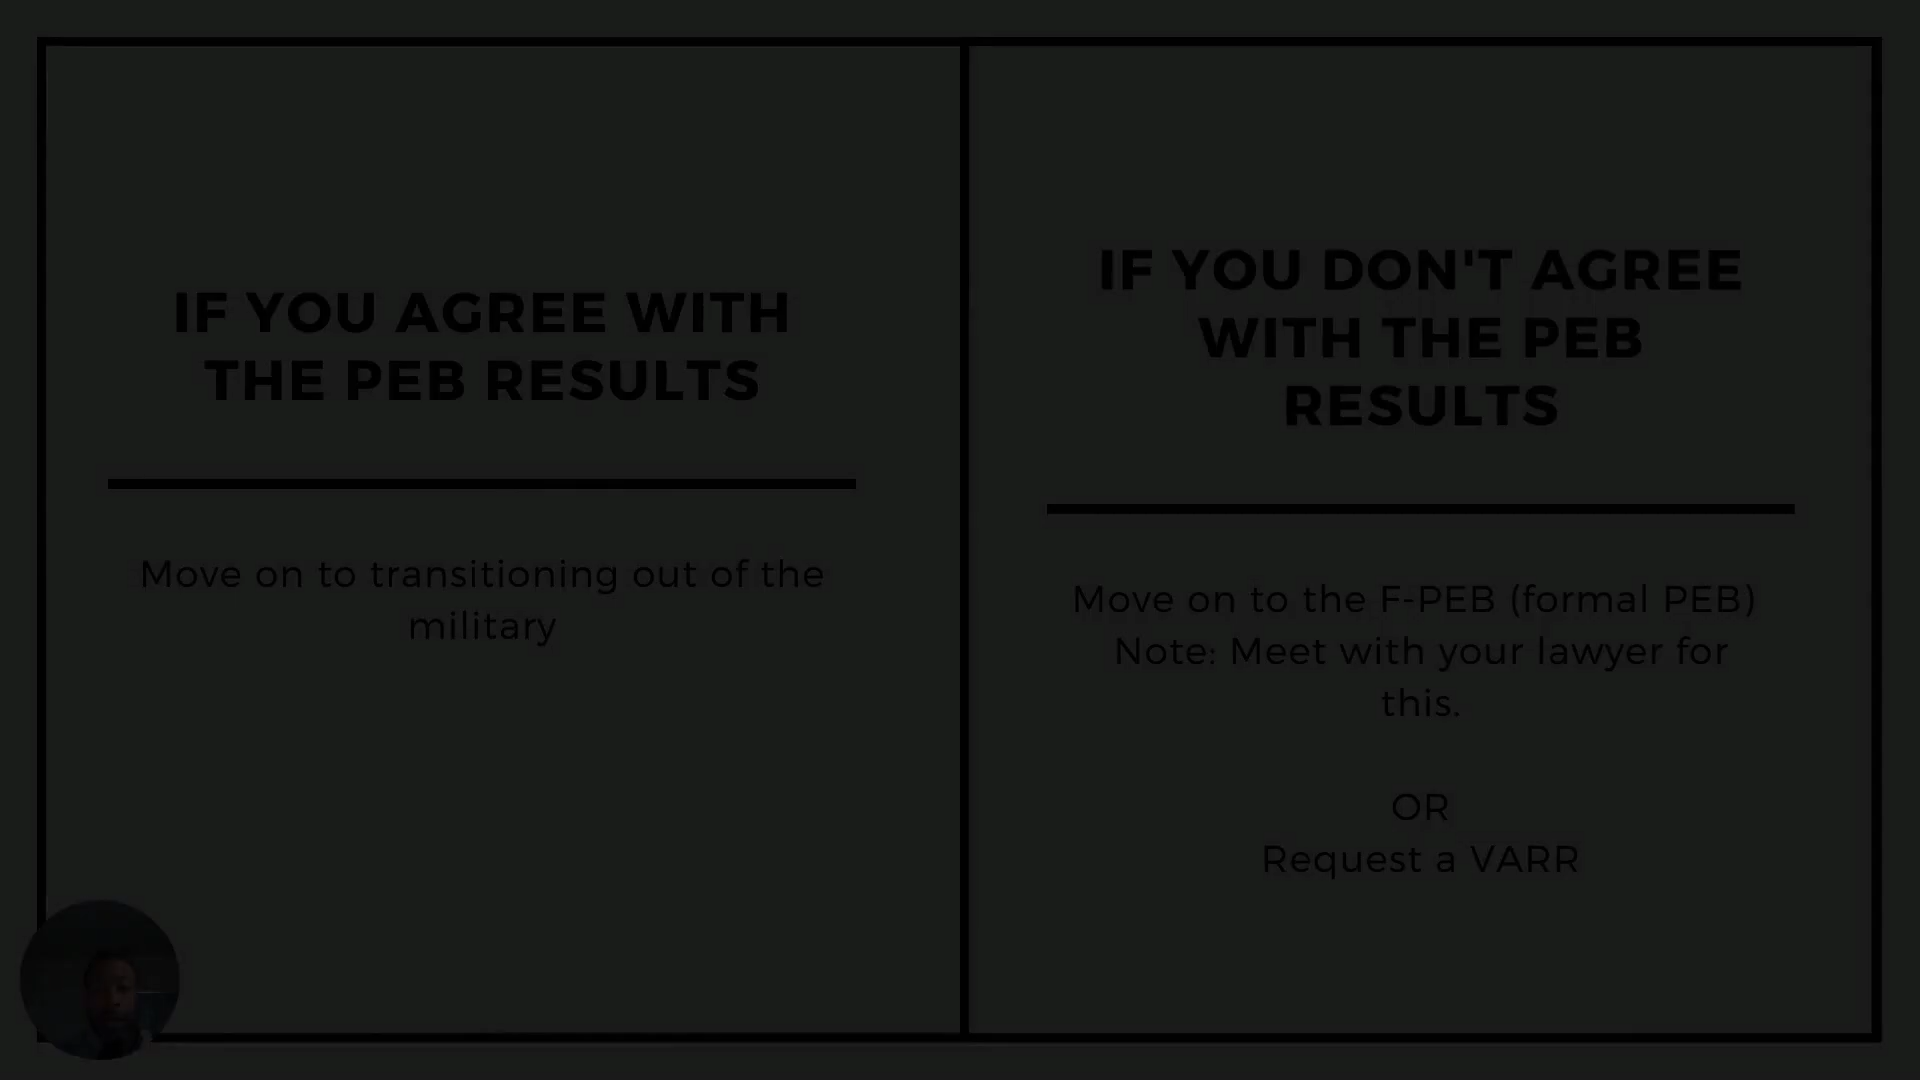 IF YOU AGREE WITH
THE PEB RESULTS
Move on to transitioning out of the
military
IF YOU DON'T AGREE
WITH THE PEB
RESULTS
Move on to the F-PEB (formal PEB)
Note: Meet with your lawyer for
this.
OR
Request a VARR